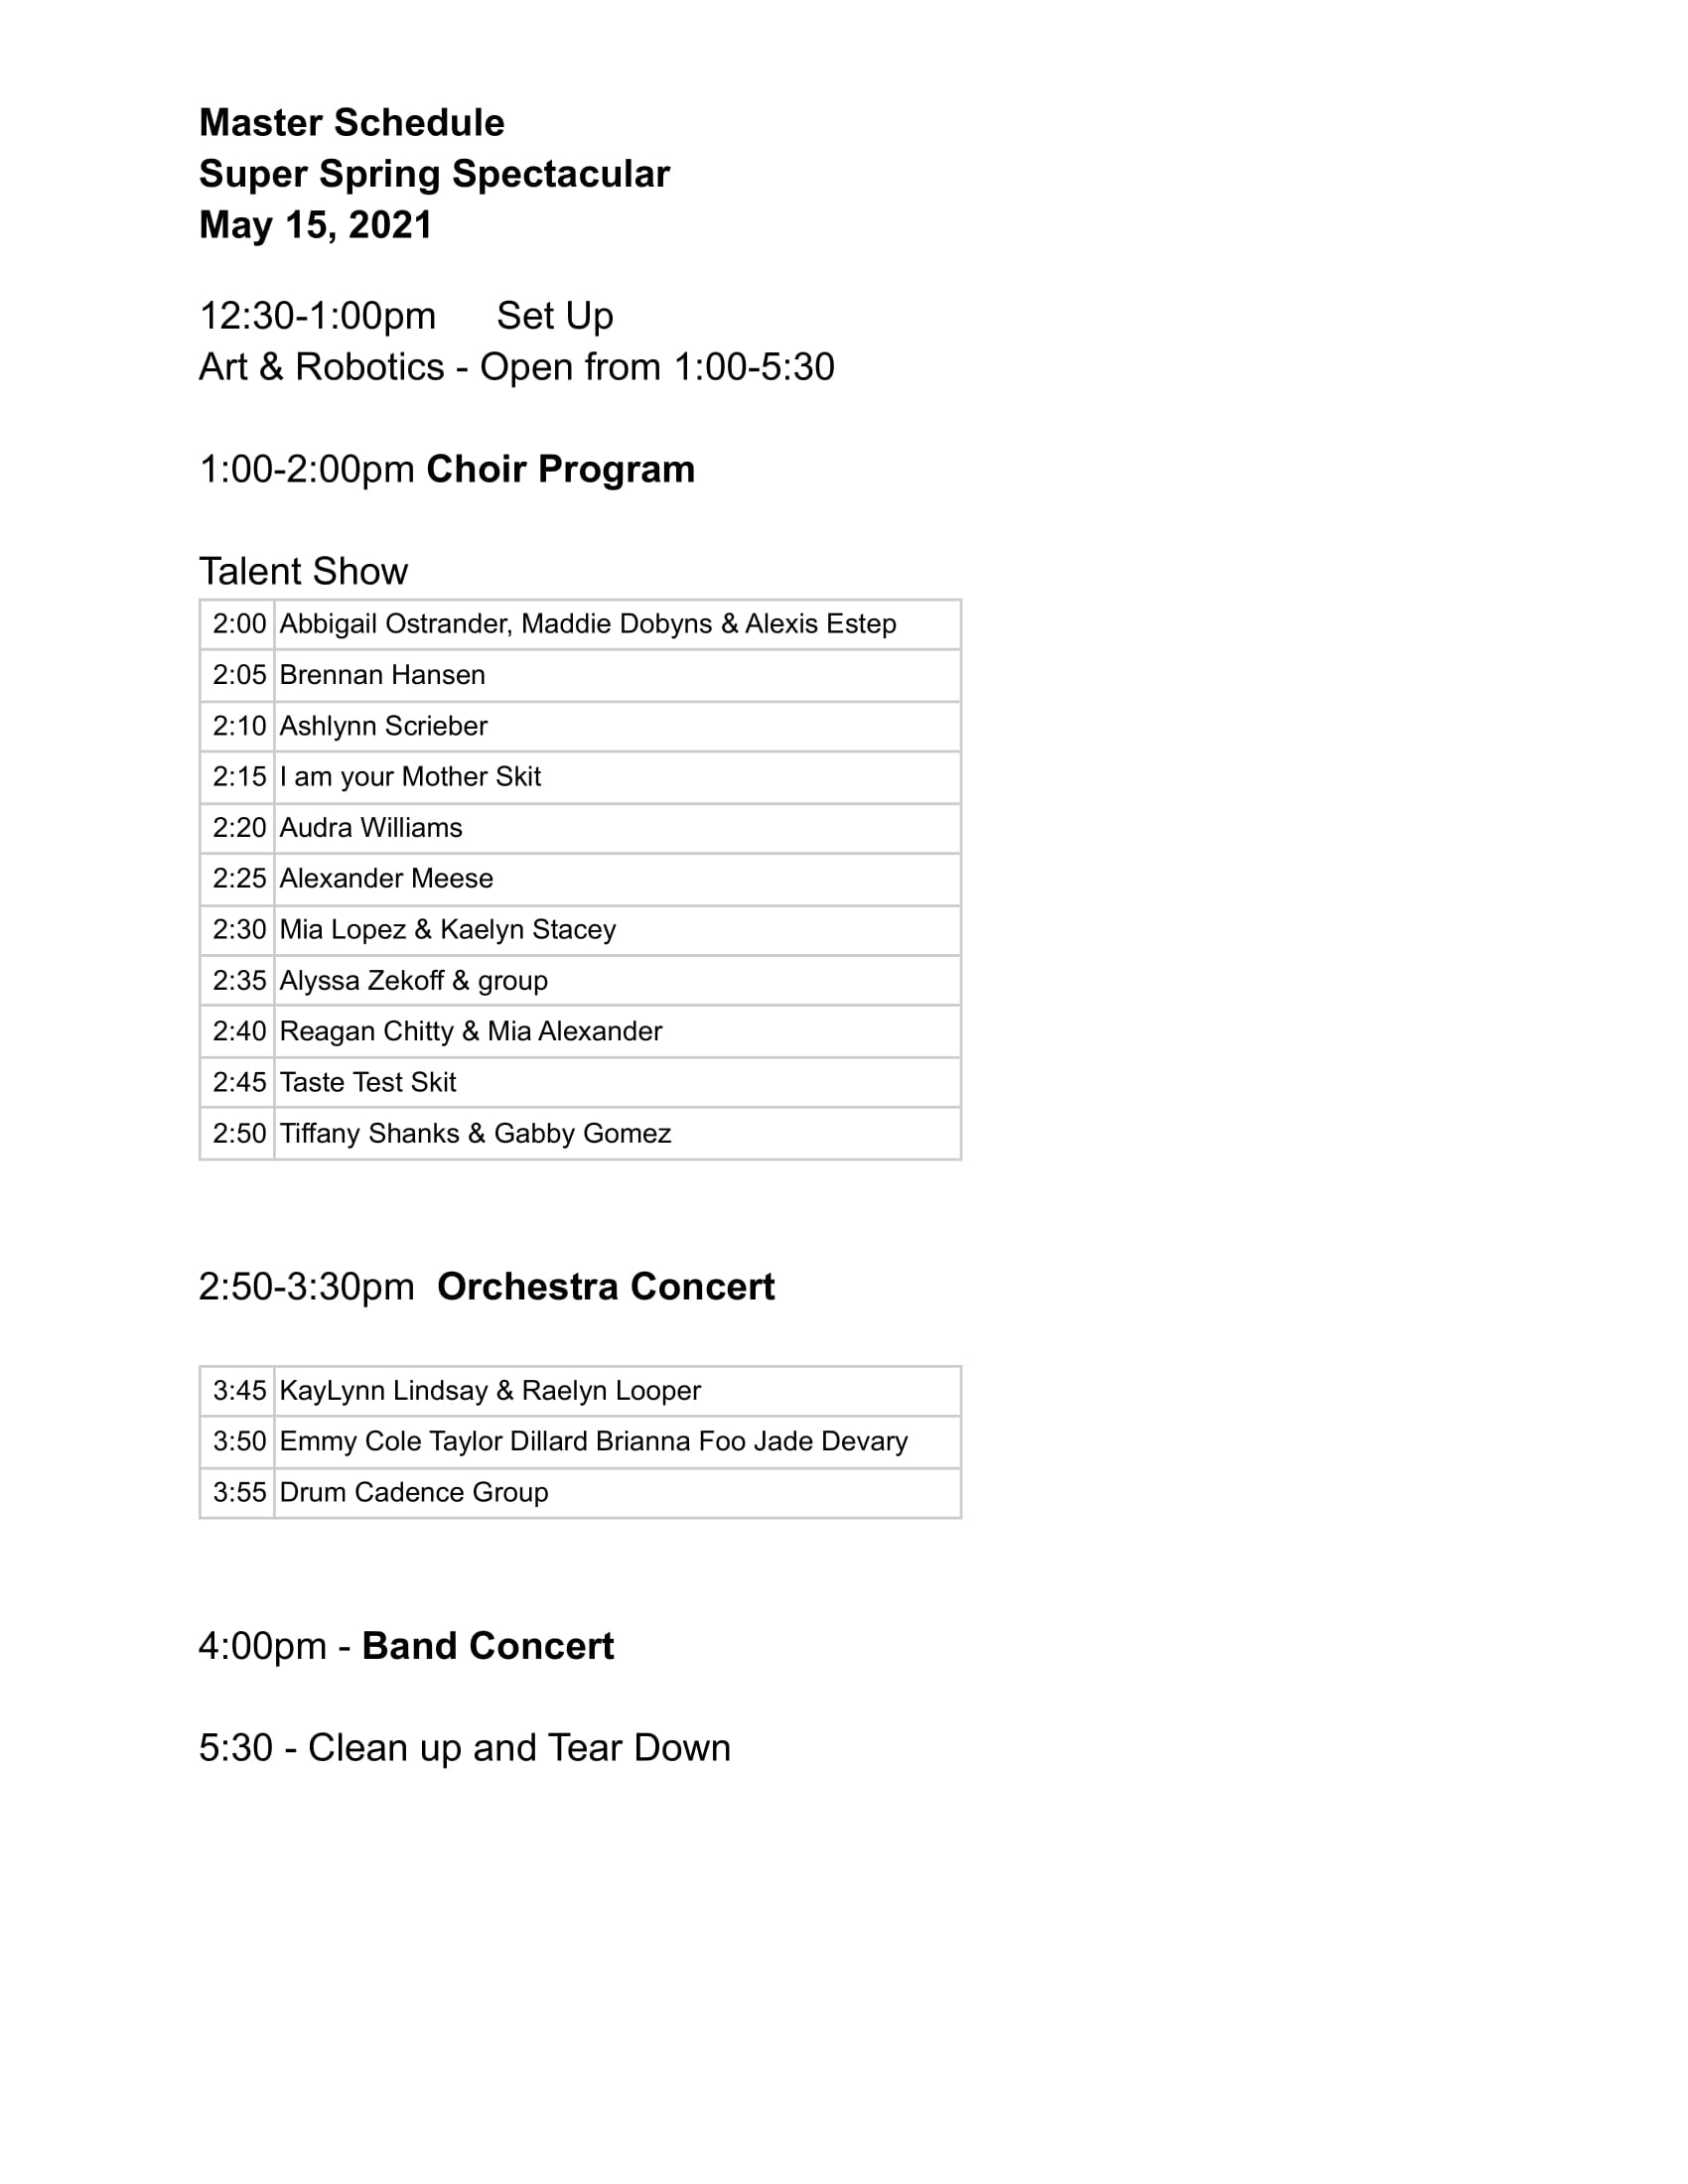 Master Schedule
Super Spring Spectacular
May 15, 2021
12:30-1:00pm Set Up
Art & Robotics - Open from 1:00-5:30
1:00-2:00pm Choir Program
Talent Show
2:00 Abbigail Ostrander, Maddie Dobyns & Alexis Estep
2:05 Brennan Hansen
2:10 Ashlynn Scrieber
2:15 I am your Mother Skit
2:20 Audra Williams
2:25 Alexander Meese
2:30 Mia Lopez & Kaelyn Stacey
2:35 Alyssa Zekoff & group
2:40 Reagan Chitty & Mia Alexander
2:45 Taste Test Skit
2:50 Tiffany Shanks & Gabby Gomez
2:50-3:30pm Orchestra Concert
3:45 KayLynn Lindsay & Raelyn Looper
3:50 Emmy Cole Taylor Dillard Brianna Foo Jade Devary
3:55 Drum Cadence Group
4:00pm - Band Concert
5:30 - Clean up and Tear Down